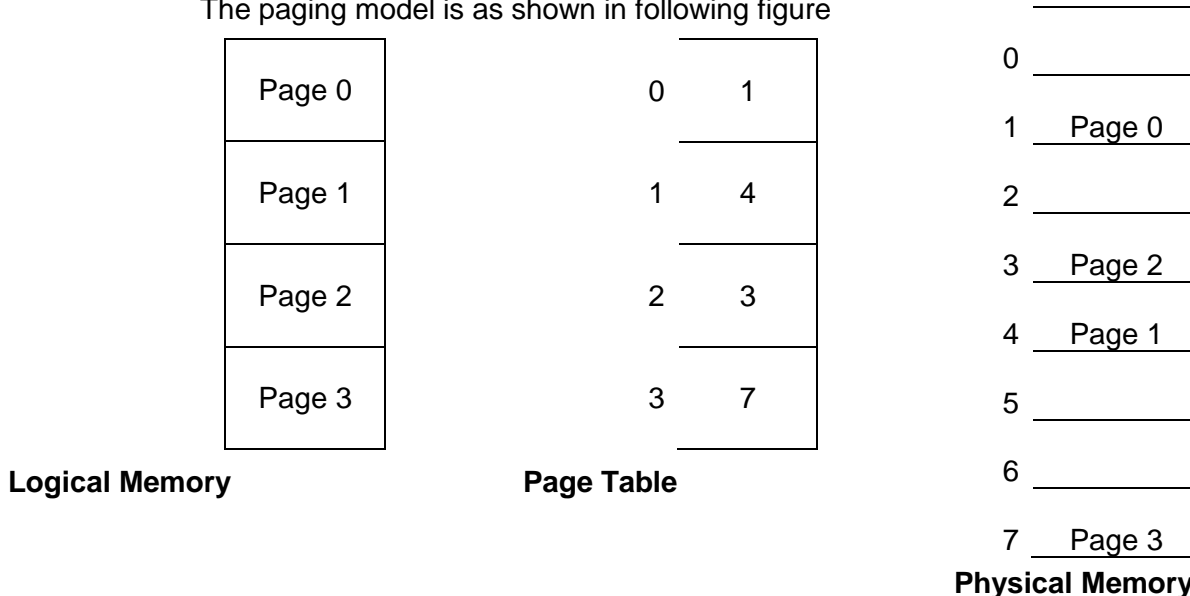 The paging model is as shown in following figure
Page 0
Page 1
Page 2
Page 3
Logical Memory
0 1
1 4
2 3
3 7
Page Table
0
1 Page 0
2
3 Page 2
4 Page 1
5
6
7 Page 3
Physical Memory